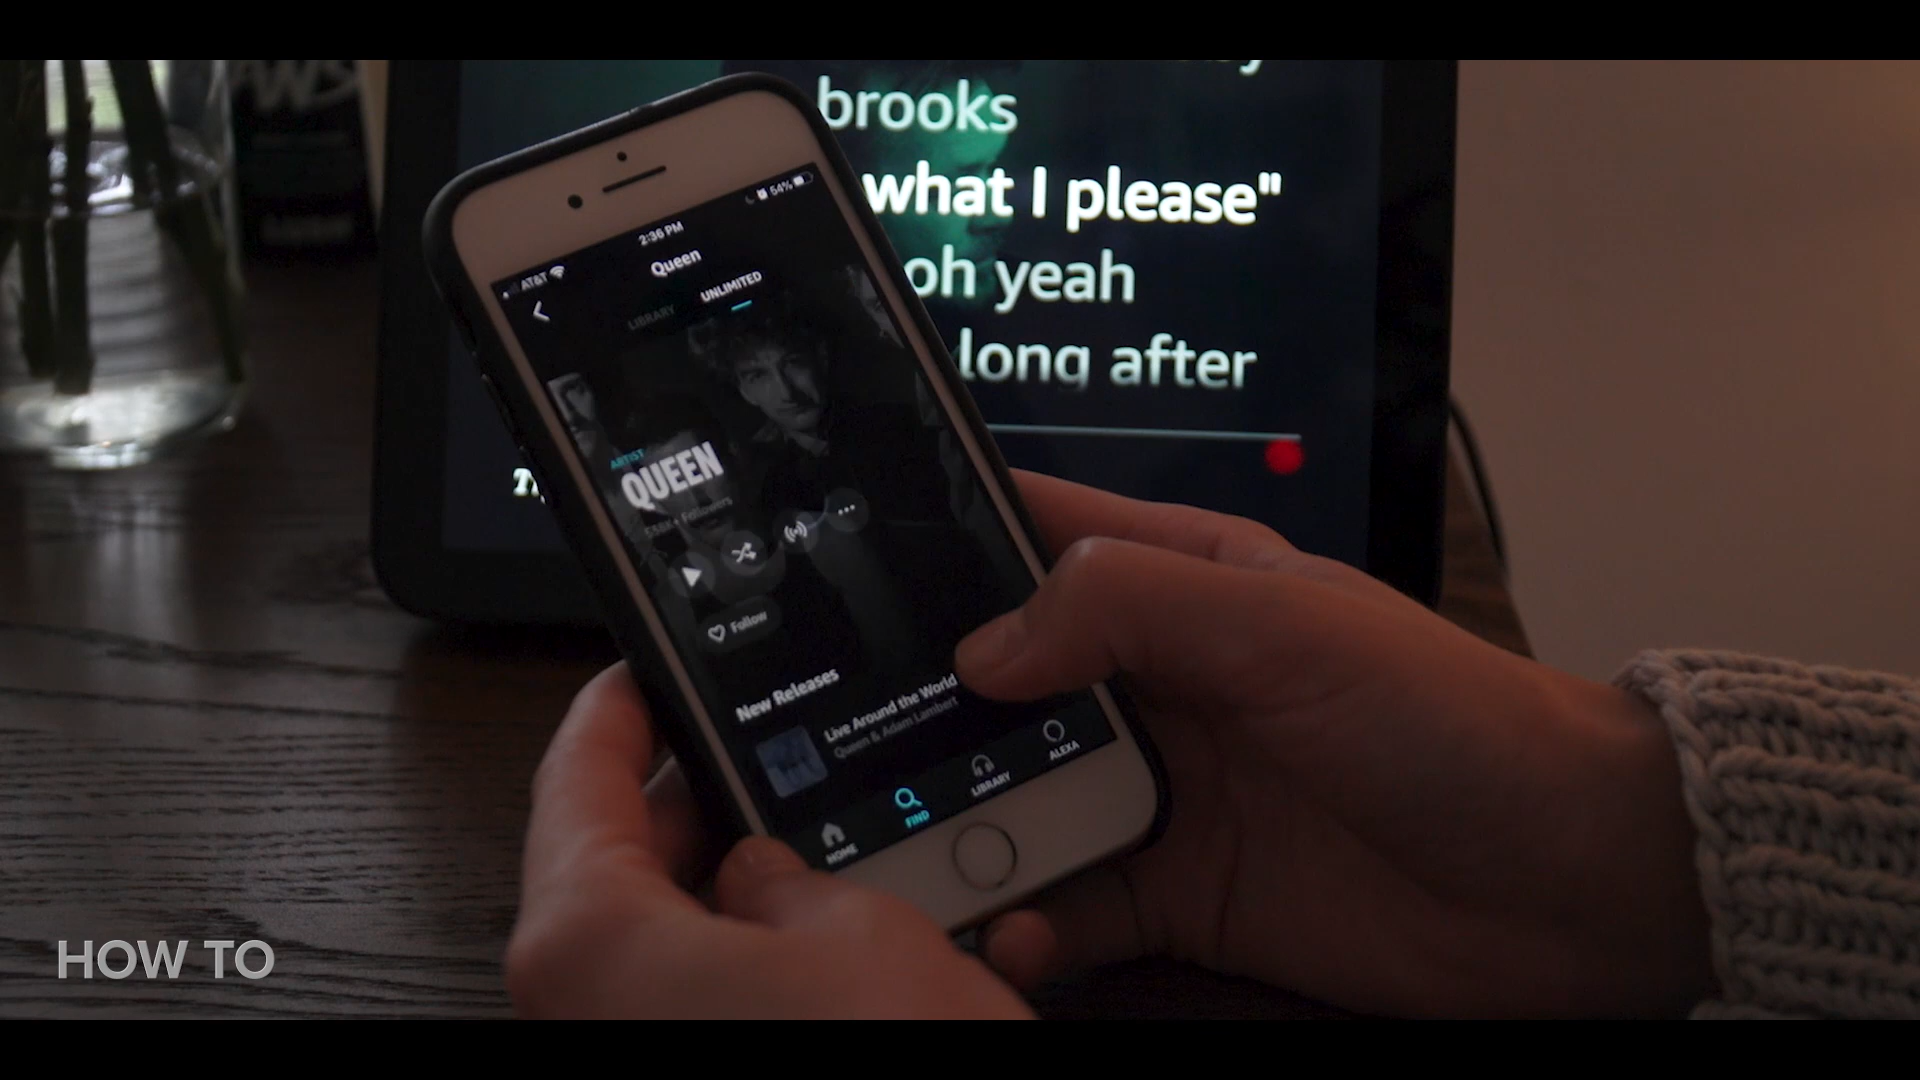 brooks
what I please"
oh yeah
long after
54%
2:36 PM
AT&T
Queen
LIBRARY
UNLIMITED
ARTIST
QUEEN
Followers
Follow
New Releases
Live Around the World
Queen & Adam Lambert
HOME
FIND
LIBRARY
ALEXA
HOW TO